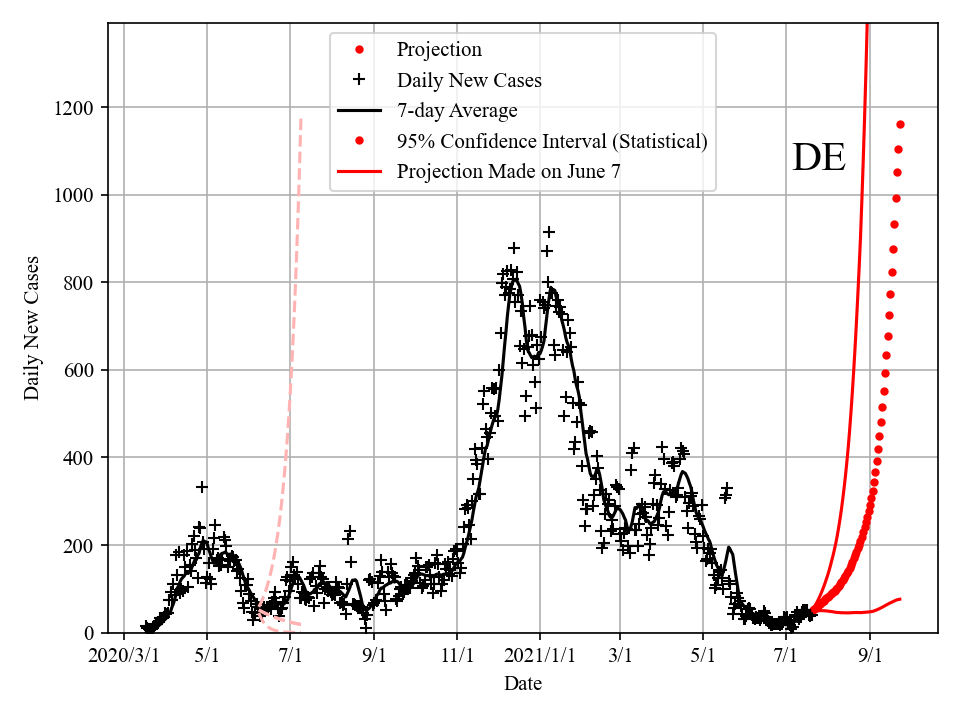 Projection
Daily New Cases
7-day Average
95% Confidence Interval (Statistical)
Projection Made on June 7
DE
Daily New Cases
1200
1000
800
600
400
200
0
2020/3/1 5/1 7/1 9/1 11/1 2021/1/1 3/1 5/1 7/1 9/1
Date